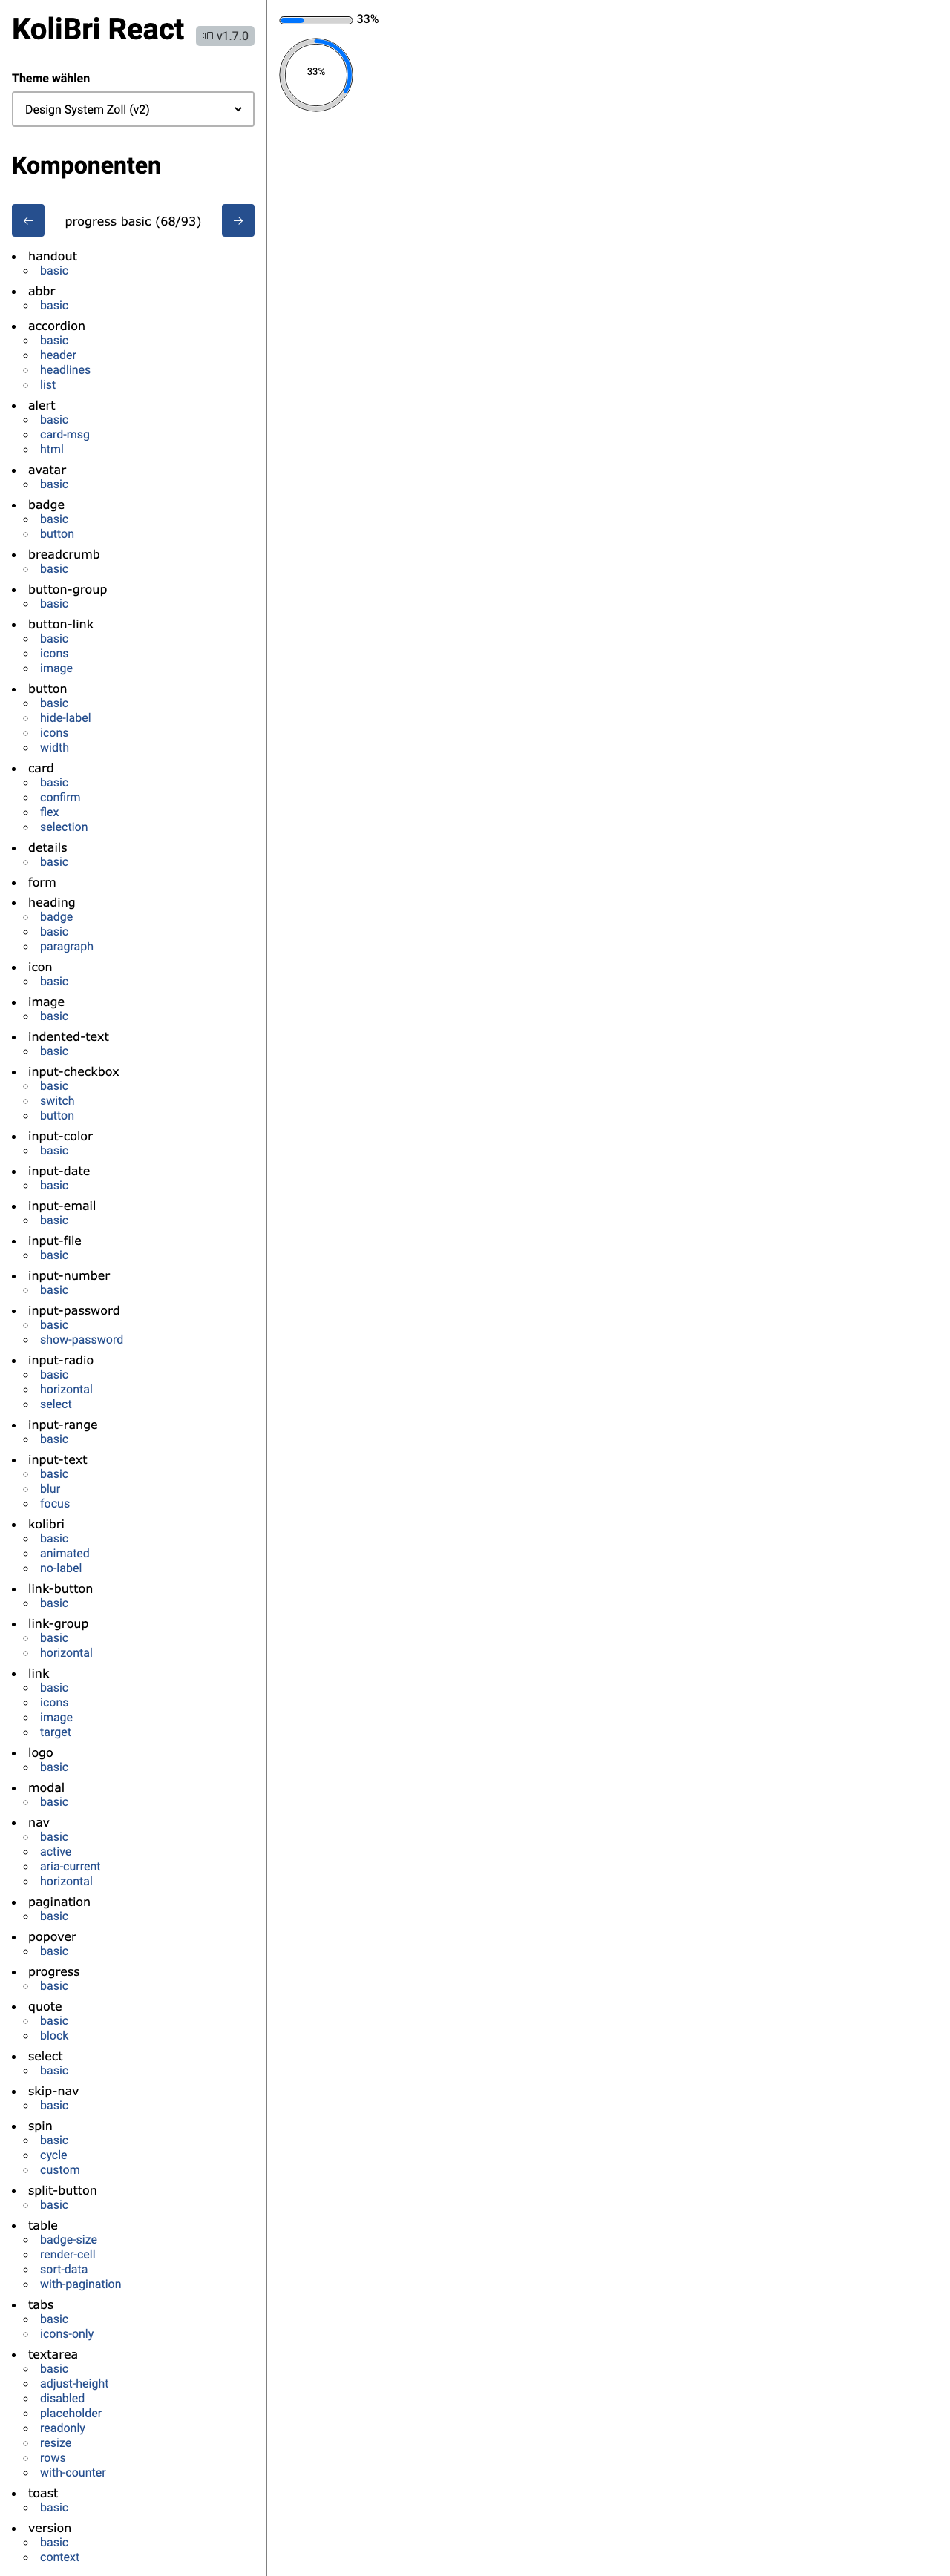 KoliBri React
v1.7.0
Theme wählen
Design System Zoll (v2)
Komponenten
← progress basic (68/93) →
handout
basic
abbr
basic
accordion
basic
header
headlines
list
alert
basic
card-msg
html
avatar
basic
badge
basic
button
breadcrumb
basic
button-group
basic
button-link
basic
icons
image
button
basic
hide-label
icons
width
card
basic
confirm
flex
selection
details
basic
form
heading
badge
basic
paragraph
icon
basic
image
basic
indented-text
basic
input-checkbox
basic
switch
button
input-color
basic
input-date
basic
input-email
basic
input-file
basic
input-number
basic
input-password
basic
show-password
input-radio
basic
horizontal
select
input-range
basic
input-text
basic
blur
focus
kolibri
basic
animated
no-label
link-button
basic
link-group
basic
horizontal
link
basic
icons
image
target
logo
basic
modal
basic
nav
basic
active
aria-current
horizontal
pagination
basic
popover
basic
progress
basic
quote
basic
block
select
basic
skip-nav
basic
spin
basic
cycle
custom
split-button
basic
table
badge-size
render-cell
sort-data
with-pagination
tabs
basic
icons-only
textarea
basic
adjust-height
disabled
placeholder
readonly
resize
rows
with-counter
toast
basic
version
basic
context
33%
33%